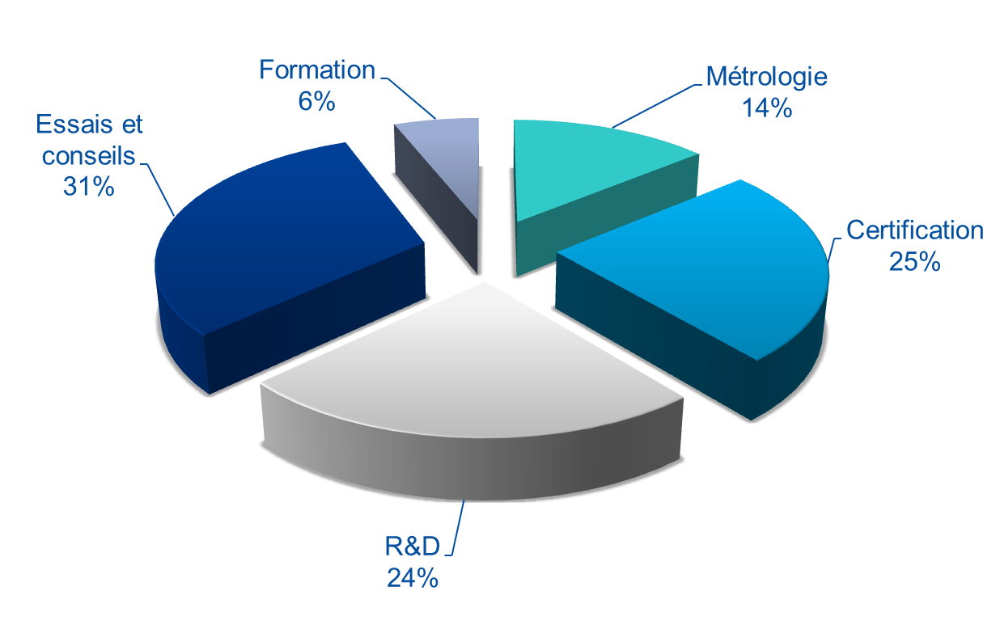 Formation
6%
Métrologie
14%
Essais et
conseils
31%
Certification
25%
R&D
24%